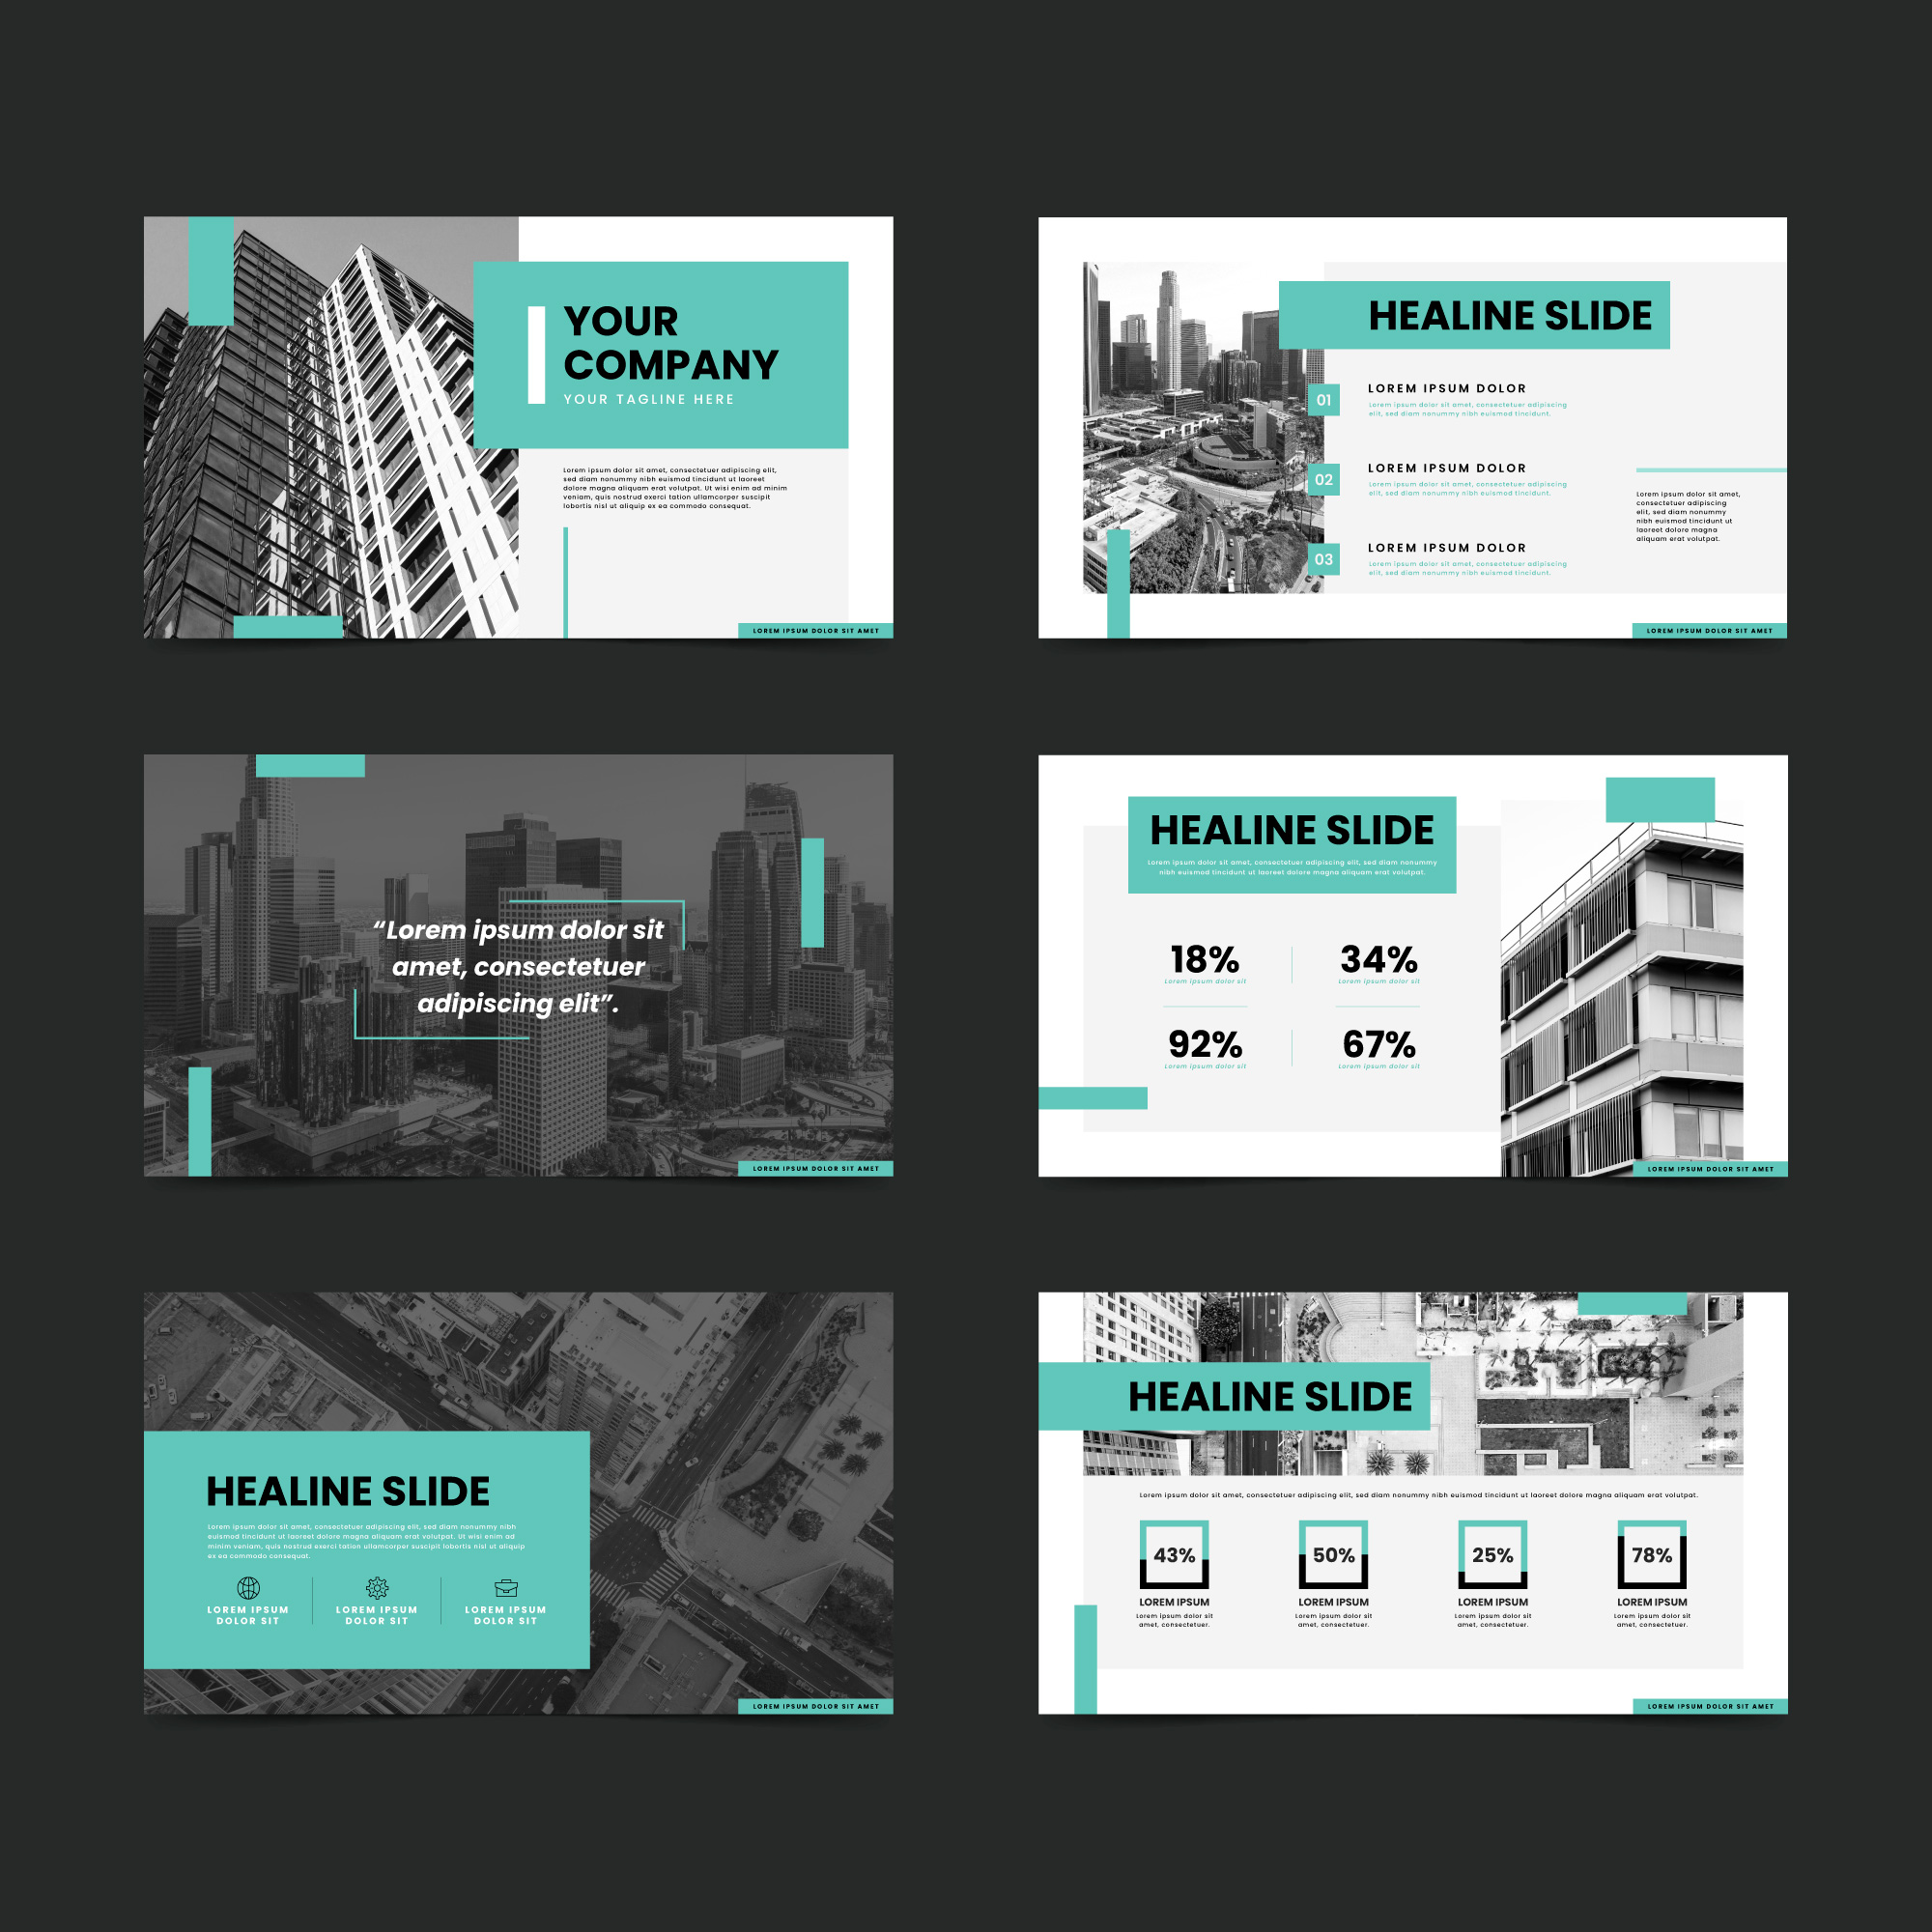 YOUR
COMPANY
YOUR TAGLINE HERE
Lorem ipsum dolor sit amet, consectetuer adipiscing elit,
sed diam nonummy nibh euismod tincidunt ut laoreet
dolore magna aliquam erat volutpat. Ut wisi enim ad minim
veniam, quis nostrud exerci tation ullamcorper suscipit
lobortis nisl ut aliquip ex ea commodo consequat.
LOREM IPSUM DOLOR SIT AMET
HEALINE SLIDE
01
LOREM IPSUM DOLOR
Lorem ipsum dolor sit amet, consectetuer adipiscing
elit, sed diam nonummy nibh euismod tincidunt.
02
LOREM IPSUM DOLOR
Lorem ipsum dolor sit amet, consectetuer adipiscing
elit, sed diam nonummy nibh euismod tincidunt.
03
LOREM IPSUM DOLOR
Lorem ipsum dolor sit amet, consectetuer adipiscing
elit, sed diam nonummy nibh euismod tincidunt.
Lorem ipsum dolor sit amet,
consectetuer adipiscing
elit, sed diam nonummy
nibh euismod tincidunt ut
laoreet dolore magna
aliquam erat volutpat.
LOREM IPSUM DOLOR SIT AMET
“Lorem ipsum dolor sit
amet, consectetuer
adipiscing elit”.
LOREM IPSUM DOLOR SIT AMET
HEALINE SLIDE
Lorem ipsum dolor sit amet, consectetuer adipiscing elit, sed diam nonummy
nibh euismod tincidunt ut laoreet dolore magna aliquam erat volutpat.
18%
Lorem ipsum dolor sit
34%
Lorem ipsum dolor sit
92%
Lorem ipsum dolor sit
67%
Lorem ipsum dolor sit
LOREM IPSUM DOLOR SIT AMET
HEALINE SLIDE
Lorem ipsum dolor sit amet, consectetuer adipiscing elit, sed diam nonummy nibh
euismod tincidunt ut laoreet dolore magna aliquam erat volutpat. Ut wisi enim ad
minim veniam, quis nostrud exerci tation ullamcorper suscipit lobortis nisl ut aliquip
ex ea commodo consequat.
LOREM IPSUM
DOLOR SIT
LOREM IPSUM
DOLOR SIT
LOREM IPSUM
DOLOR SIT
LOREM IPSUM DOLOR SIT AMET
HEALINE SLIDE
Lorem ipsum dolor sit amet, consectetuer adipiscing elit, sed diam nonummy nibh euismod tincidunt ut laoreet dolore magna aliquam erat volutpat.
43%
LOREM IPSUM
Lorem ipsum dolor sit
amet, consectetuer.
50%
LOREM IPSUM
Lorem ipsum dolor sit
amet, consectetuer.
25%
LOREM IPSUM
Lorem ipsum dolor sit
amet, consectetuer.
78%
LOREM IPSUM
Lorem ipsum dolor sit
amet, consectetuer.
LOREM IPSUM DOLOR SIT AMET